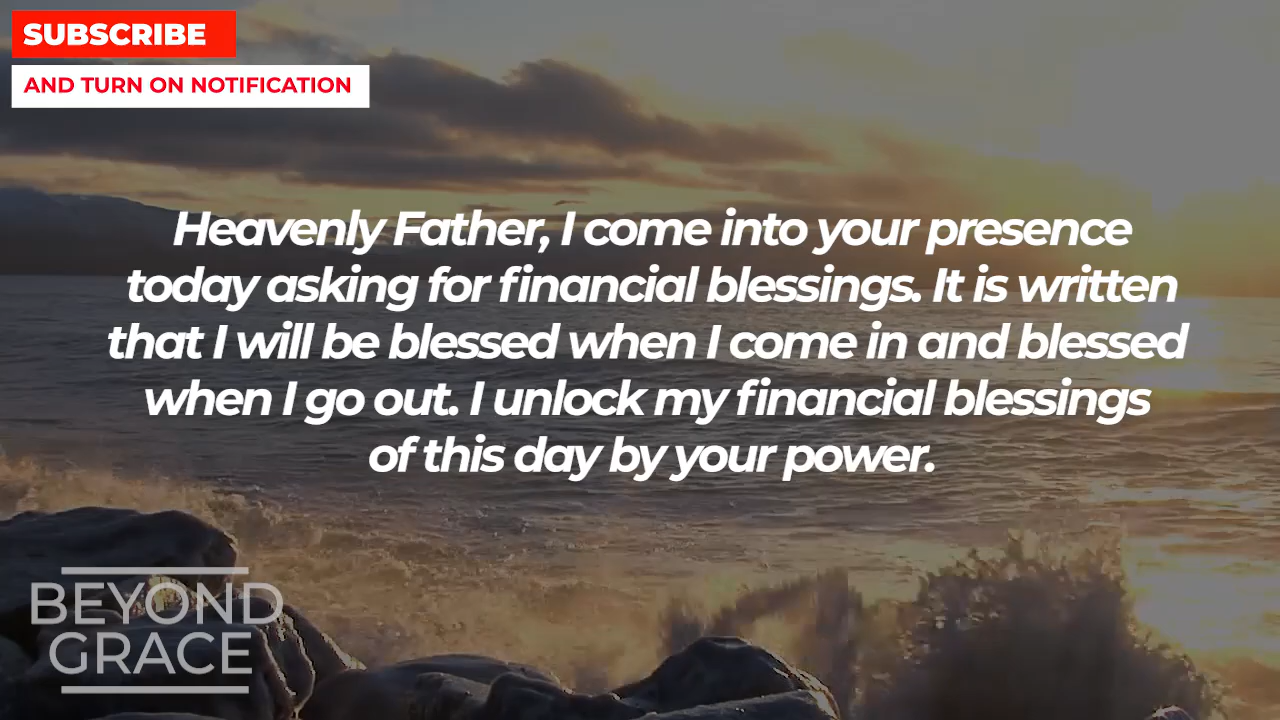 SUBSCRIBE
AND TURN ON NOTIFICATION
Heavenly Father, I come into your presence
today asking for financial blessings. It is written
that I will be blessed when I come in and blessed
when I go out. I unlock my financial blessings
of this day by your power.
BEYOND
GRACE